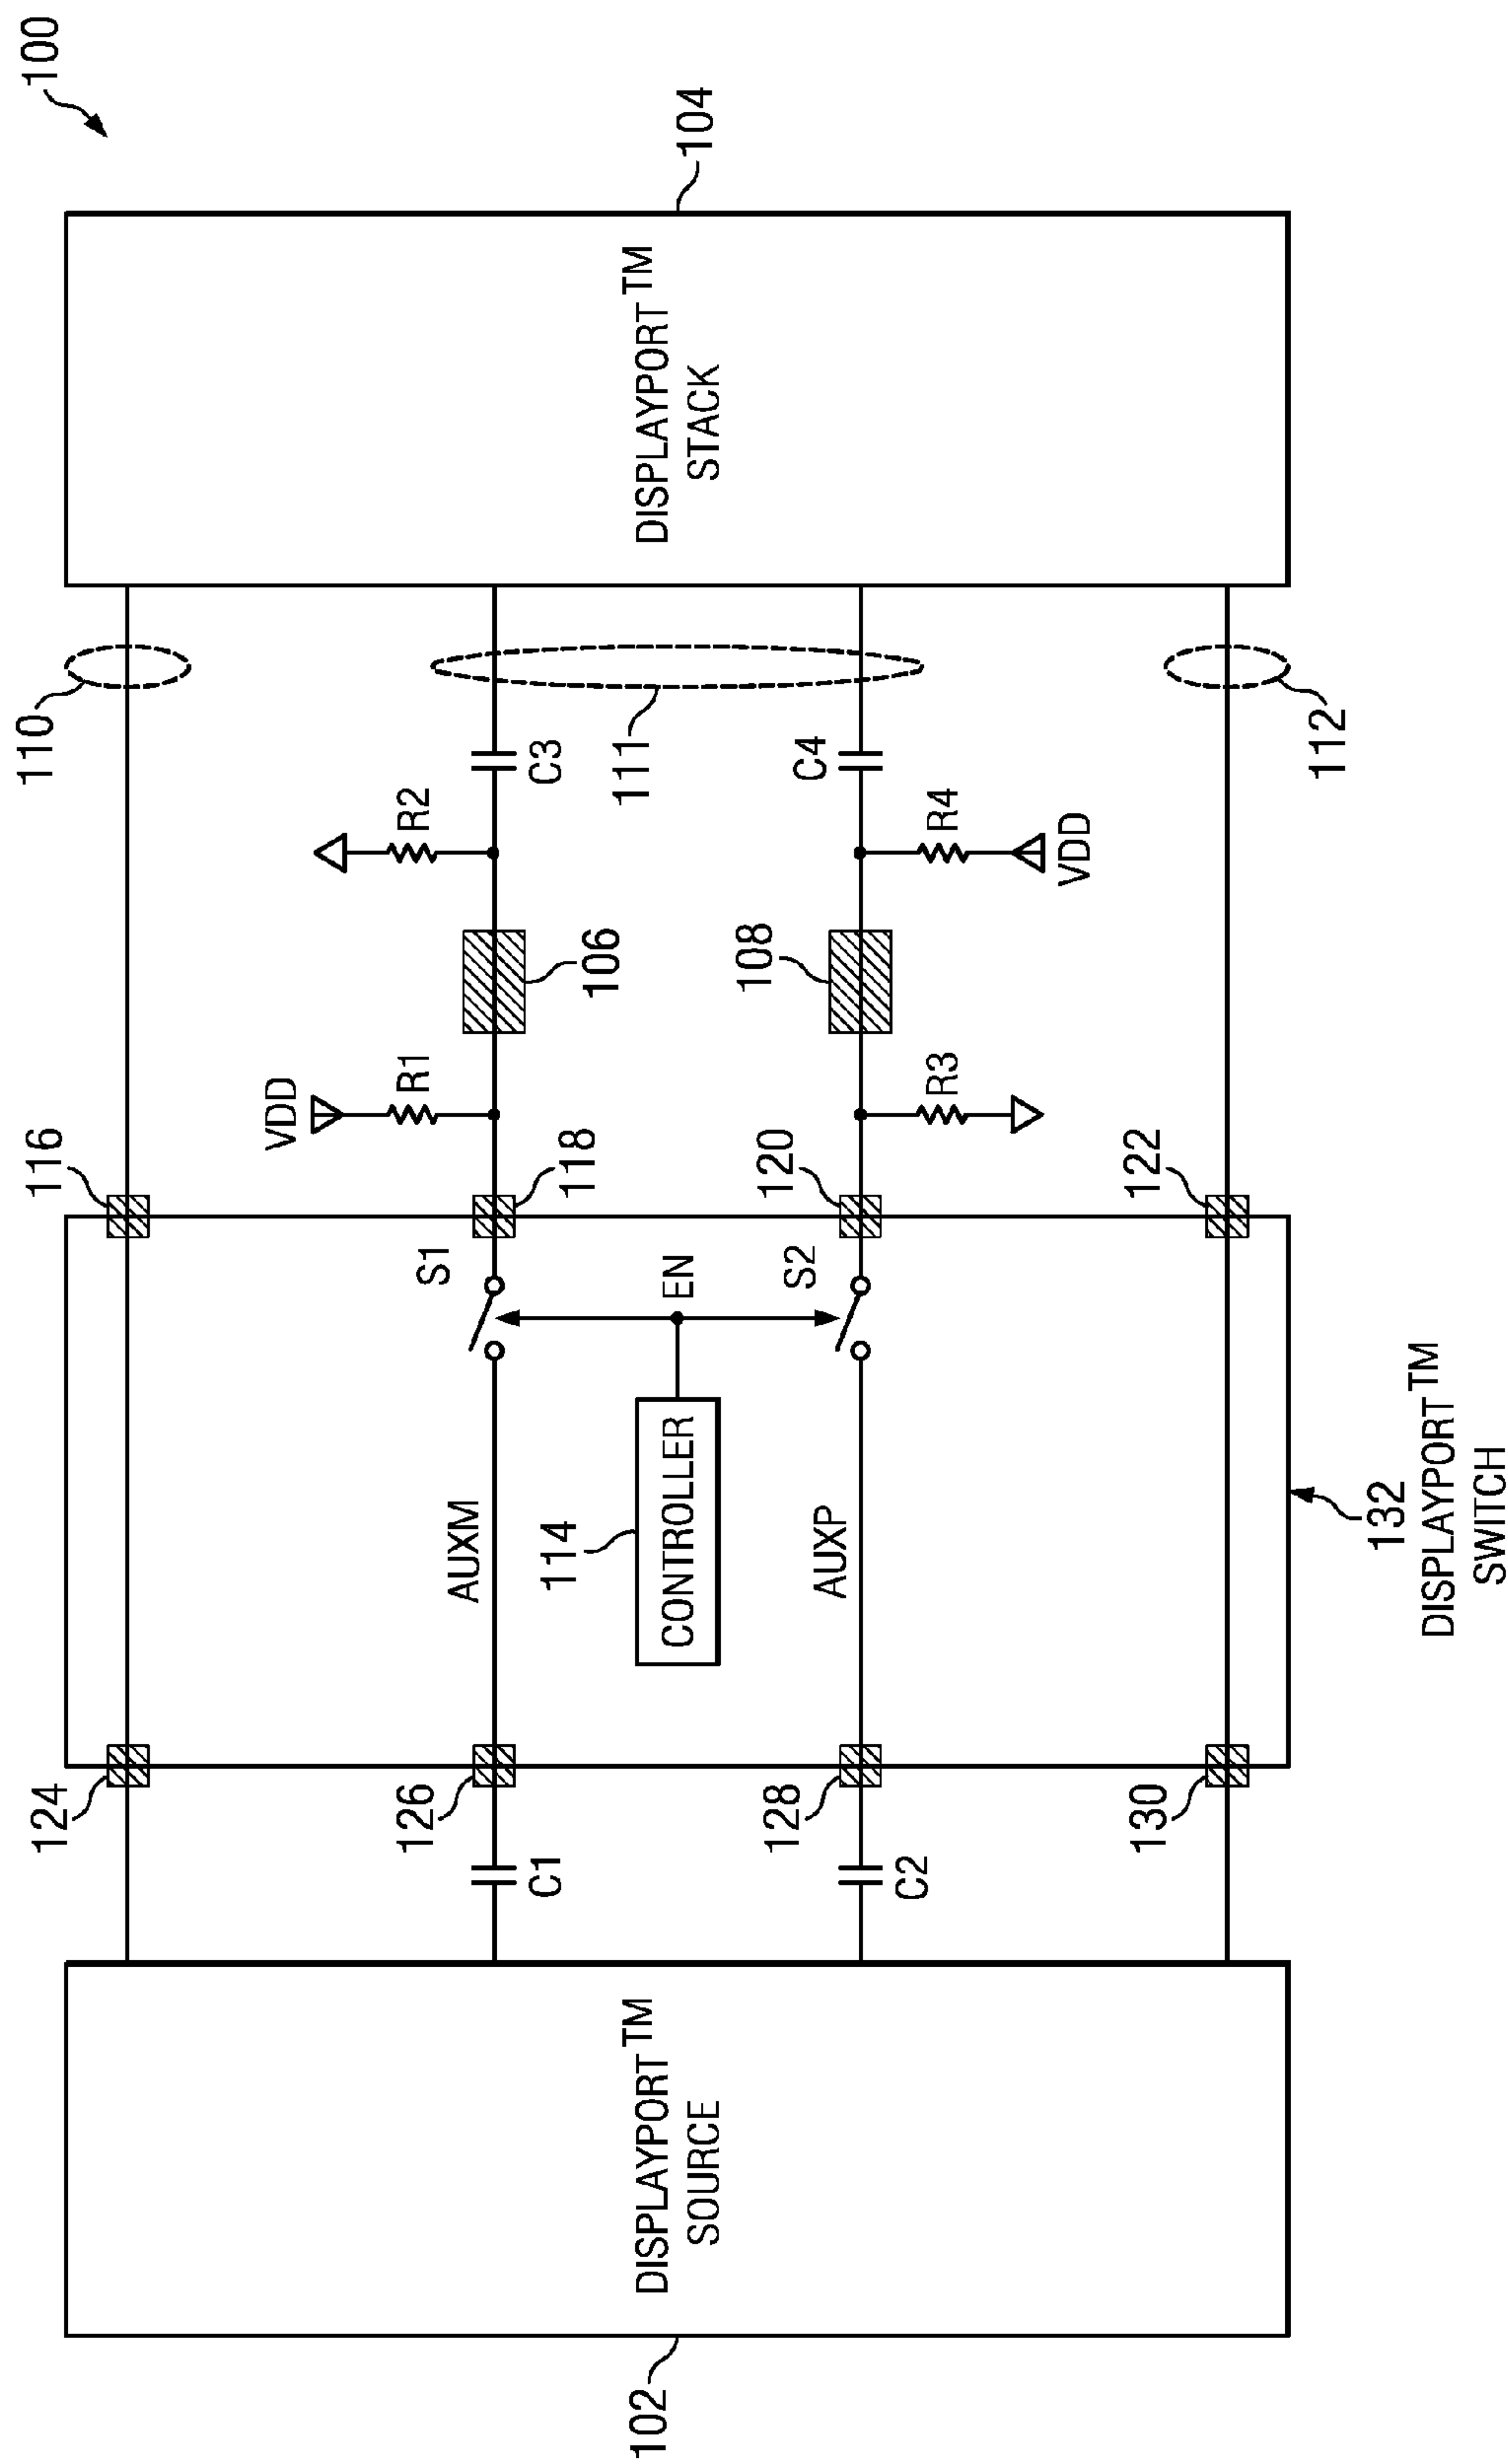 100
102
DISPLAYPORT™
SOURCE
C1
C2
124
126
128
130
AUXM
114
CONTROLLER
AUXP
EN
S1
S2
132
DISPLAYPORT™
SWITCH
116
118
120
122
VDD
R1
R3
106
108
R2
R4
VDD
C3
C4
110
111
112
DISPLAYPORT™
STACK
104